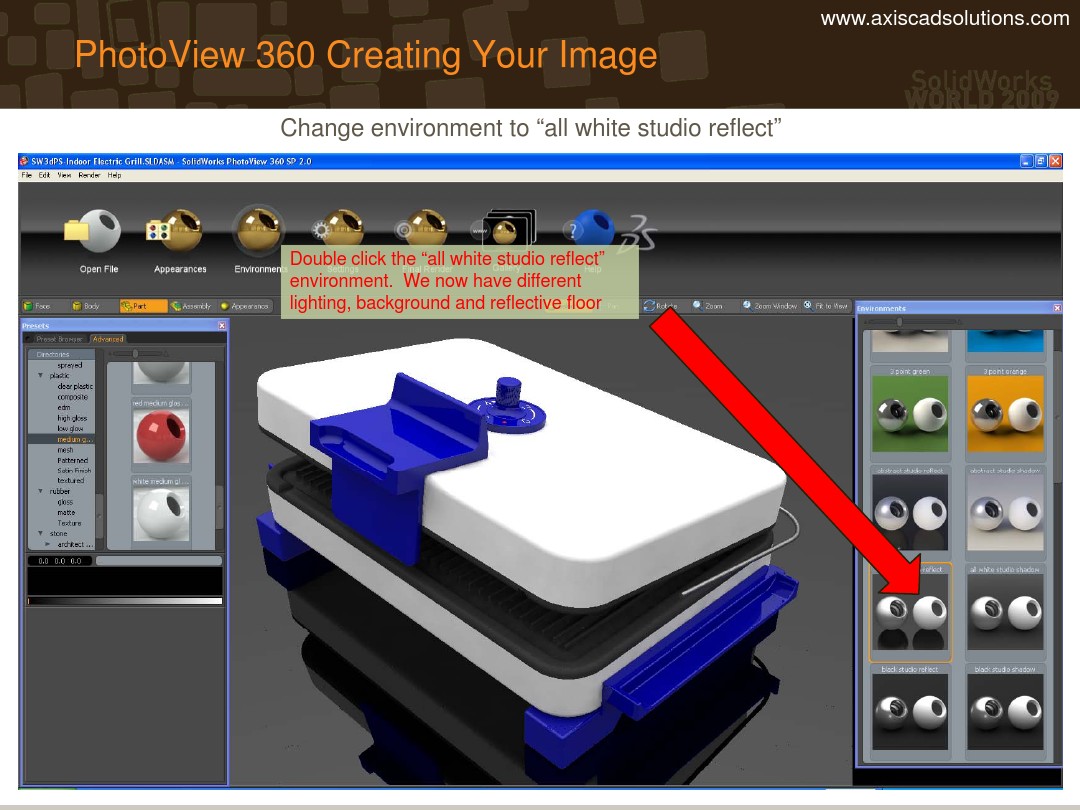 www.axiscadsolutions.com
PhotoView 360 Creating Your Image
SolidWorks
WORLD 2009
Change environment to “all white studio reflect”
SW3dPS-Indoor Electric Grill.SLDASM - SolidWorks PhotoView 360 SP 2.0
File Edit View Render Help
Open File
Appearances
Environment
Settings
Final Render
Gallery
Help
Double click the “all white studio reflect”
environment. We now have different
lighting, background and reflective floor
Face
Body
Part
Assembly
Appearance
Rotate
Zoom
Zoom Window
Fit to View
Presets
Preset Browser
Advanced
Directories
sprayed
plastic
clear plastic
composite
edm
high gloss
low glow
medium g...
mesh
Patterned
Satin Finish
textured
rubber
gloss
matte
Texture
stone
architect ...
red medium glos...
white medium gl...
0.0 0.0 0.0
Environments
3 point green
3 point orange
abstract studio reflect
abstract studio shadow
reflect
all white studio shadow
black studio reflect
black studio shadow